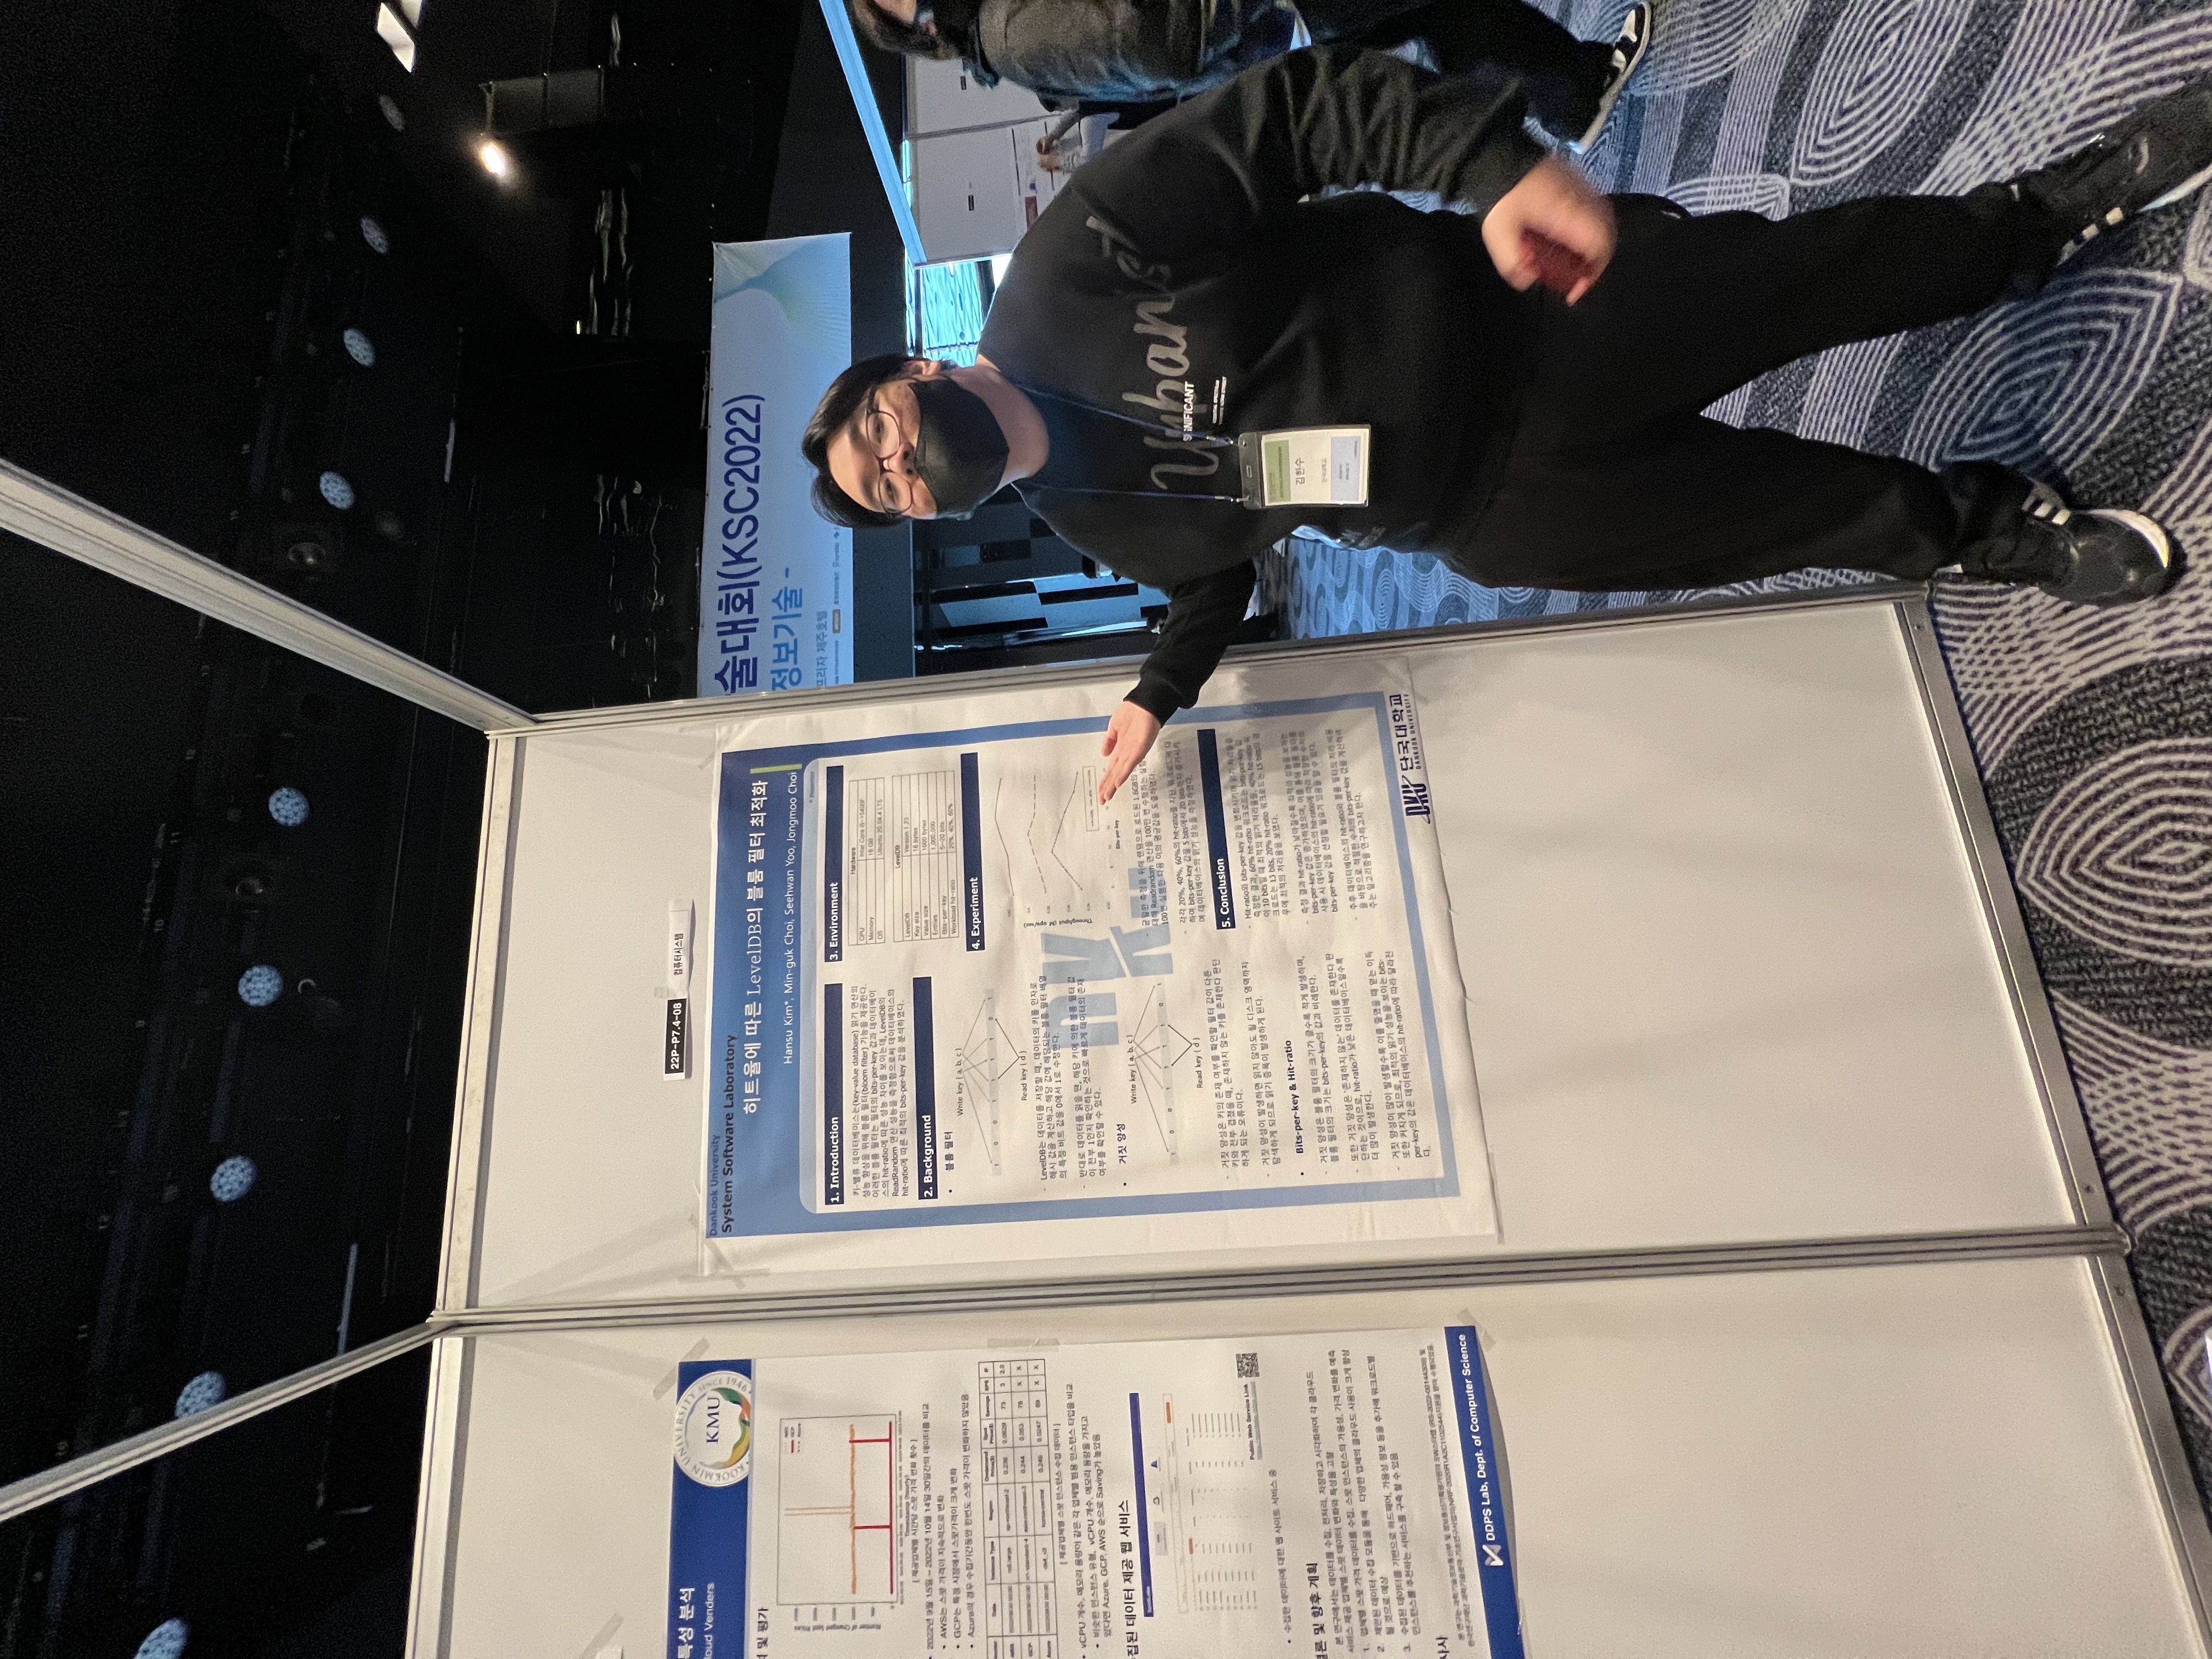 특성 분석
loud Venders
KOOKMIN UNIVERSITY
SINCE 1946
KMU
및 평가
AWS
GCP
Azure
Timestamp (hourly)
[ 제공업체별 시간당 스팟 가격 변화 횟수 ]
• 2022년 9월 15일 ~ 2022년 10월 14일 30일간의 데이터를 비교
• AWS는 스팟 가격이 지속적으로 변화
• GCP는 특정 시장에서 스팟가격이 크게 변화
• Azure의 경우 수집기간동안 한번도 스팟 가격이 변화하지 않았음
[ 제공업체별 스팟 인스턴스 수집 데이터 ]
• vCPU 개수, 메모리 용량이 같은 각 업체별 범용 인스턴스 타입을 비교
• 비슷한 인스턴스 유형, vCPU 개수, 메모리 용량을 가지고
있다면 Azure, GCP, AWS 순으로 Saving가 높았음
집된 데이터 제공 웹 서비스
Public Web Service Link
• 수집한 데이터에 대한 웹 사이트 서비스 중
결론 및 향후 계획
본 연구에서는 데이터를 수집, 전처리, 저장하고 시각화하여 각 클라우드
서비스 제공 업체별 스팟 데이터 변화와 특성을 고찰
1. 업체별 스팟 가격 데이터를 수집, 스팟 인스턴스의 가용성, 가격 변화를 예측
2. 제안된 데이터 수집 모듈을 통해 다양한 업체의 클라우드 사용이 크게 향상
될 것으로 예상
3. 수집된 데이터를 기반으로 하드웨어, 가용성 정보 등을 추가해 워크로드별
인스턴스를 추천하는 서비스를 구축 할 수 있음
사사
DDPS Lab, Dept. of Computer Science
22P-P7.4-08
컴퓨터시스템
Dankook University
System Software Laboratory
히트율에 따른 LevelDB의 블룸 필터 최적화
Hansu Kim*, Min-guk Choi, Seehwan Yoo, Jongmoo Choi
* Presenter
1. Introduction
키-밸류 데이터베이스는(key-value database) 읽기 연산의
성능 향상을 위해 블룸 필터(bloom filter) 기능을 제공한다.
이러한 블룸 필터는 필터의 bits-per-key 값과 데이터베이
스의 hit-ratio에 따른 성능 차이를 보이는데, LevelDB의
ReadRandom 연산 성능을 측정함으로써 데이터베이스의
hit-ratio에 따른 최적의 bits-per-key 값을 분석하였다.
2. Background
• 블룸 필터
Write key ( a, b, c )
1 0 0 1 1 1 1 0 1
Read key ( d )
- LevelDB는 데이터를 저장할 때, 데이터의 키를 인자로
해시 값을 계산하고 해당 값에 해당되는 블룸 필터 배열
의 특정 비트 값을 0에서 1로 수정한다.
- 반대로 데이터를 읽을 땐, 해당 키에 의한 블룸 필터 값
이 전부 1인지 확인하는 것으로 빠르게 데이터의 존재
여부를 확인할 수 있다.
• 거짓 양성
Write key ( a, b, c )
1 0 0 1 1 1 1 0 1
Read key ( d )
- 거짓 양성은 키의 존재 여부를 확인할 필터 값이 다른
키와 전부 겹쳤을 때, 존재하지 않는 키를 존재한다 판단
하게 되는 오류이다.
- 거짓 양성이 발생하면 읽지 않아도 될 디스크 영역까지
탐색하게 되므로 읽기 증폭이 발생하게 된다.
• Bits-per-key & Hit-ratio
- 거짓 양성은 블룸 필터의 크기가 클수록 적게 발생하며,
블룸 필터의 크기는 bits-per-key의 값과 비례한다.
- 또한 거짓 양성은 '존재하지 않는' 데이터를 존재한다 판
단하는 것이므로, hit-ratio가 낮은 데이터베이스일수록
더 많이 발생한다.
- 거짓 양성이 많이 발생할수록 이를 줄였을 때 얻는 이득
또한 커지게 되므로, 최적의 읽기 성능을 보이는 bits-
per-key의 값은 데이터베이스의 hit-ratio에 따라 달라진
다.
3. Environment
Hardware
CPU Intel Core i5-10400F
Memory 16 GB
OS Ubuntu 20.04.4 LTS
LevelDB
LevelDB Version 1.23
Key size 16 bytes
Value size 1000 bytes
Entries 1,000,000
Bits-per-key 5~20 bits
Workload hit-ratio 20%, 40%, 60%
4. Experiment
Bits-per-key
- 균일한 측정을 위해 랜덤으로 로드된 1.6GB의
대해 Readrandom 연산을 100만 번 수행하는 실험
100번 실행한 다음 이의 평균값을 도출하였다.
- 각각 20%, 40%, 60%의 hit-ratio를 지닌 워크로드에 대
하여 bits-per-key 값을 5 bits에서 20 bits까지 증가시키
며 데이터베이스의 읽기 성능을 측정하였다.
5. Conclusion
- Hit-ratio와 bits-per-key 값을 변화시키며 읽기 처리율을
측정한 결과, 60% hit-ratio 워크로드는 bits-per-key 값
이 10 bits일 때 최적의 읽기 처리율을, 40% hit-ratio 워
크로드는 13 bits, 20% hit-ratio 워크로드는 15 bits의 경
우에 최적의 처리율을 보였다.
- 측정 결과 hit-ratio가 낮아질수록 최적의 성능을 보이는
bits-per-key 값은 증가하였으며, 이를 통해 블룸 필터를
사용 시 데이터베이스의 hit-ratio에 따라 적절한 수치의
bits-per-key 값을 선정할 필요가 있음을 알 수 있다.
- 추후 데이터베이스의 hit-ratio와 블룸 필터의 처리 비용
을 바탕으로 적절한 수치의 bits-per-key 값을 계산하여
주는 알고리즘을 연구하고자 한다.
DKU 단국대학교
DANKOOK UNIVERSITY
술대회(KSC2022)
정보기술 -
프라자 제주호텔
Urbanist
SIGNIFICANT
김한수
단국대학교